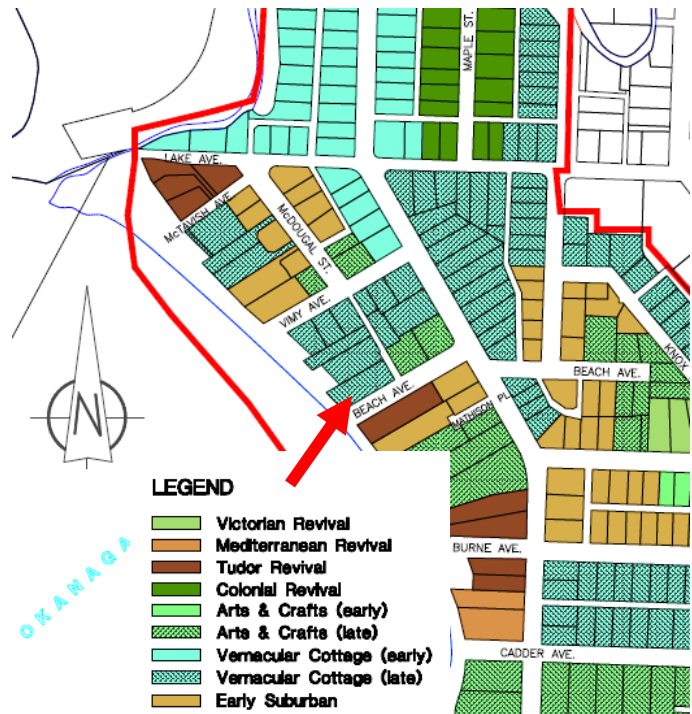 MAPLE ST.
LAKE AVE.
McTAVISH AVE
McDOUGAL ST.
VIMY AVE.
BEACH AVE.
BEACH AVE.
KNOX
MATHISON PL.
N
LEGEND
Victorian Revival
Mediterranean Revival
Tudor Revival
Colonial Revival
Arts & Crafts (early)
Arts & Crafts (late)
Vernacular Cottage (early)
Vernacular Cottage (late)
Early Suburban
BURNE AVE.
CADDER AVE.
OKANAGA